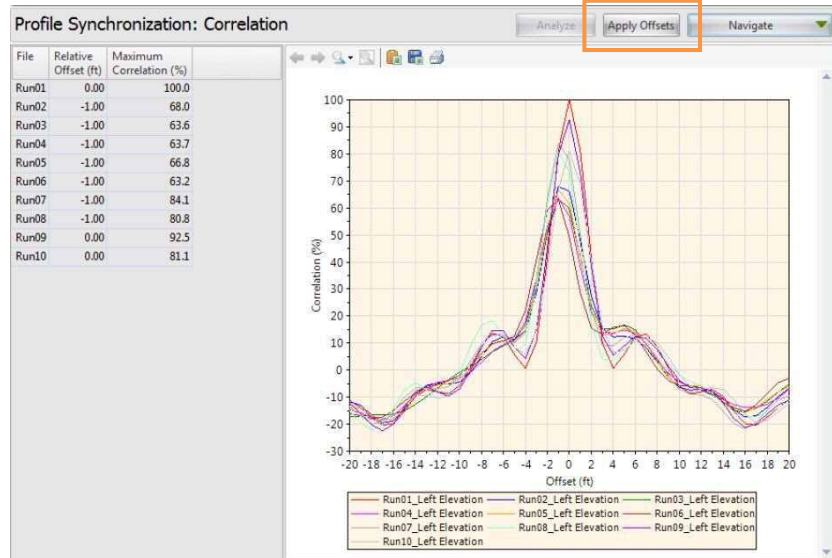 Profile Synchronization: Correlation
Analyze
Apply Offsets
Navigate
File Relative Offset (ft) Maximum Correlation (%)
Run01 0.00 100.0
Run02 -1.00 68.0
Run03 -1.00 63.6
Run04 -1.00 63.7
Run05 -1.00 66.8
Run06 -1.00 63.2
Run07 -1.00 84.1
Run08 -1.00 80.8
Run09 0.00 92.5
Run10 0.00 81.1
Correlation (%)
100
90
80
70
60
50
40
30
20
10
0
-10
-20
-30
-20 -18 -16 -14 -12 -10 -8 -6 -4 -2 0 2 4 6 8 10 12 14 16 18 20
Offset (ft)
Run01_Left Elevation Run02_Left Elevation Run03_Left Elevation
Run04_Left Elevation Run05_Left Elevation Run06_Left Elevation
Run07_Left Elevation Run08_Left Elevation Run09_Left Elevation
Run10_Left Elevation